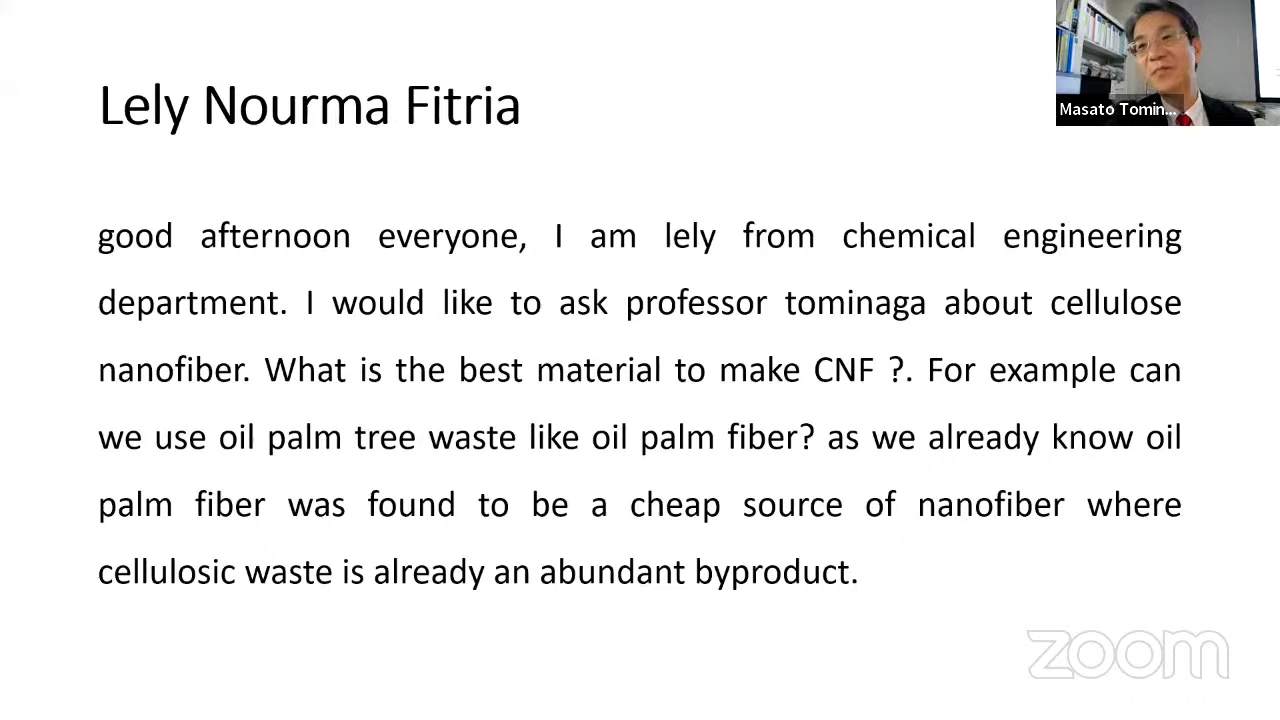 Lely Nourma Fitria
Masato Tomin...
good afternoon everyone, I am lely from chemical engineering
department. I would like to ask professor tominaga about cellulose
nanofiber. What is the best material to make CNF ?. For example can
we use oil palm tree waste like oil palm fiber? as we already know oil
palm fiber was found to be a cheap source of nanofiber where
cellulosic waste is already an abundant byproduct.
zoom